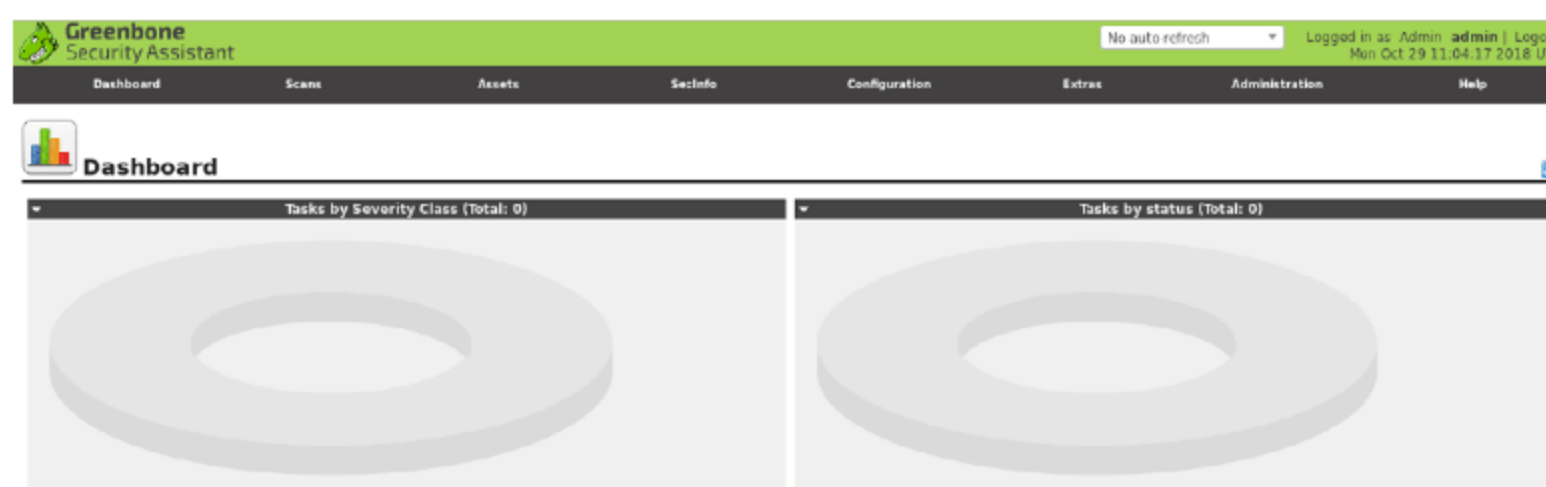 Greenbone
Security Assistant
No auto-refresh
Logged in as Admin admin | Logo
Mon Oct 29 11:04:17 2018 U
Dashboard Scans Assets SecInfo Configuration Extras Administration Help
Dashboard
Tasks by Severity Class (Total: 0)
Tasks by status (Total: 0)